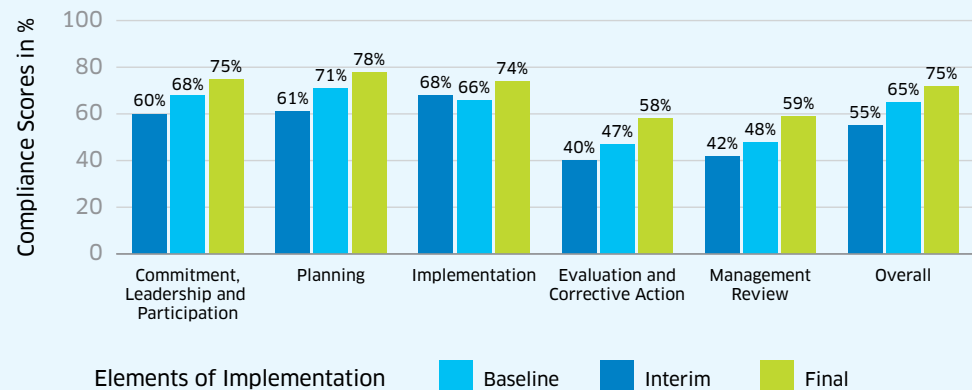 Compliance Scores in %
100
80
60
40
20
0
60% 68% 75%
61% 71% 78%
68% 66% 74%
40% 47% 58%
42% 48% 59%
55% 65% 75%
Commitment,
Leadership and
Participation
Planning
Implementation
Evaluation and
Corrective Action
Management
Review
Overall
Elements of Implementation
Baseline
Interim
Final